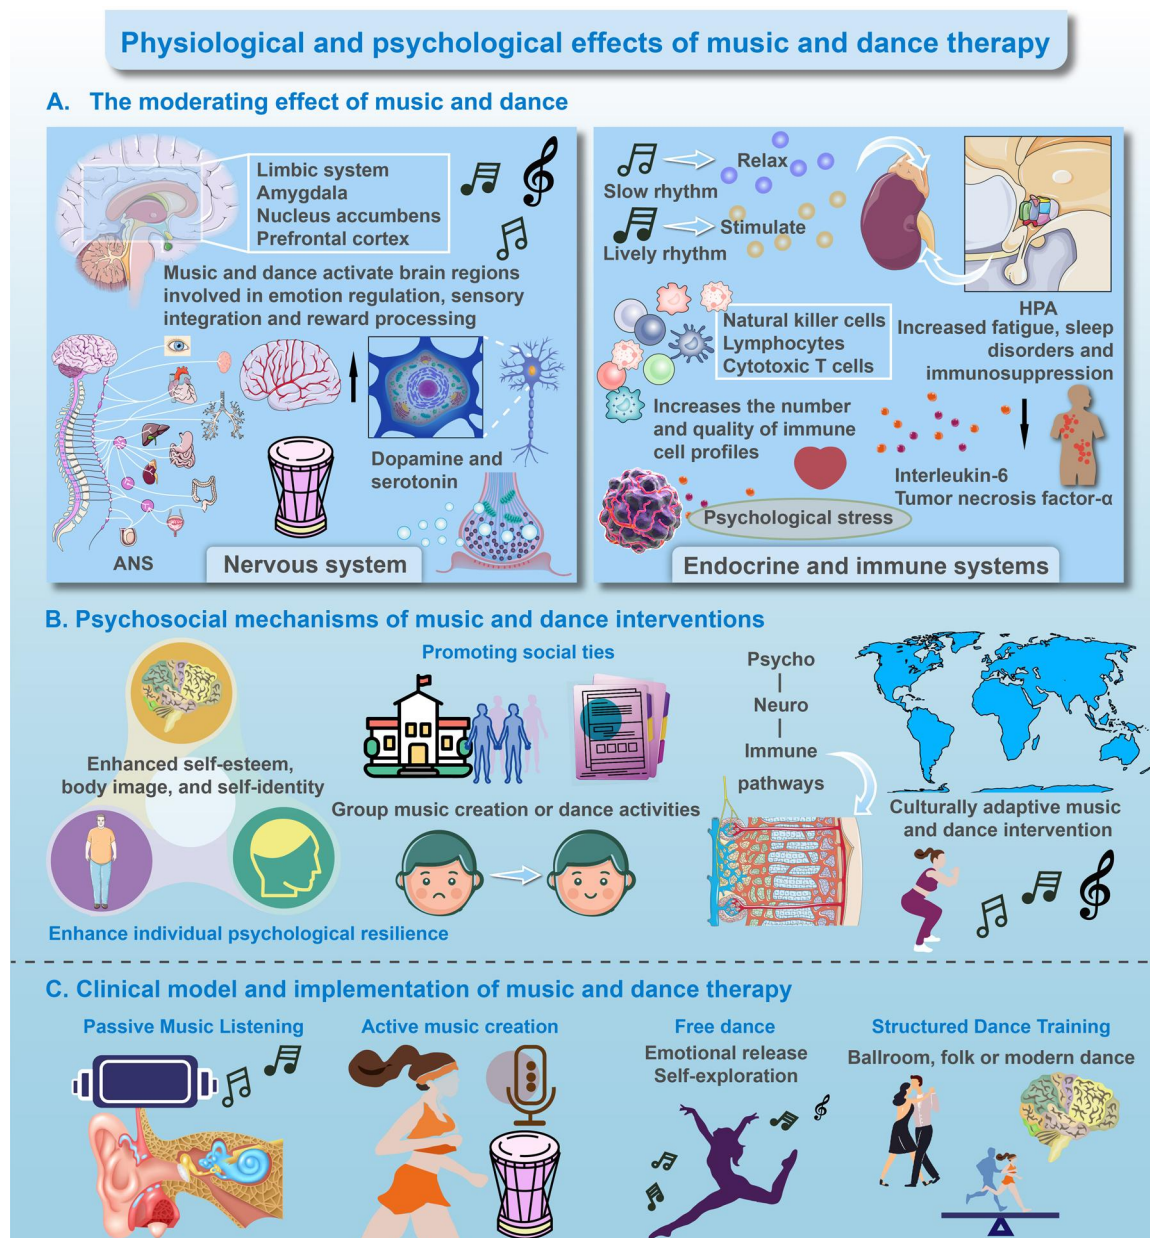 Physiological and psychological effects of music and dance therapy
A. The moderating effect of music and dance
Limbic system
Amygdala
Nucleus accumbens
Prefrontal cortex
Music and dance activate brain regions
involved in emotion regulation, sensory
integration and reward processing
Dopamine and
serotonin
ANS
Nervous system
Slow rhythm
Relax
Lively rhythm
Stimulate
HPA
Natural killer cells
Lymphocytes
Cytotoxic T cells
Increased fatigue, sleep
disorders and
immunosuppression
Increases the number
and quality of immune
cell profiles
Interleukin-6
Tumor necrosis factor-α
Psychological stress
Endocrine and immune systems
B. Psychosocial mechanisms of music and dance interventions
Enhanced self-esteem,
body image, and self-identity
Enhance individual psychological resilience
Promoting social ties
Group music creation or dance activities
Psycho
Neuro
Immune
pathways
Culturally adaptive music
and dance intervention
C. Clinical model and implementation of music and dance therapy
Passive Music Listening
Active music creation
Free dance
Emotional release
Self-exploration
Structured Dance Training
Ballroom, folk or modern dance